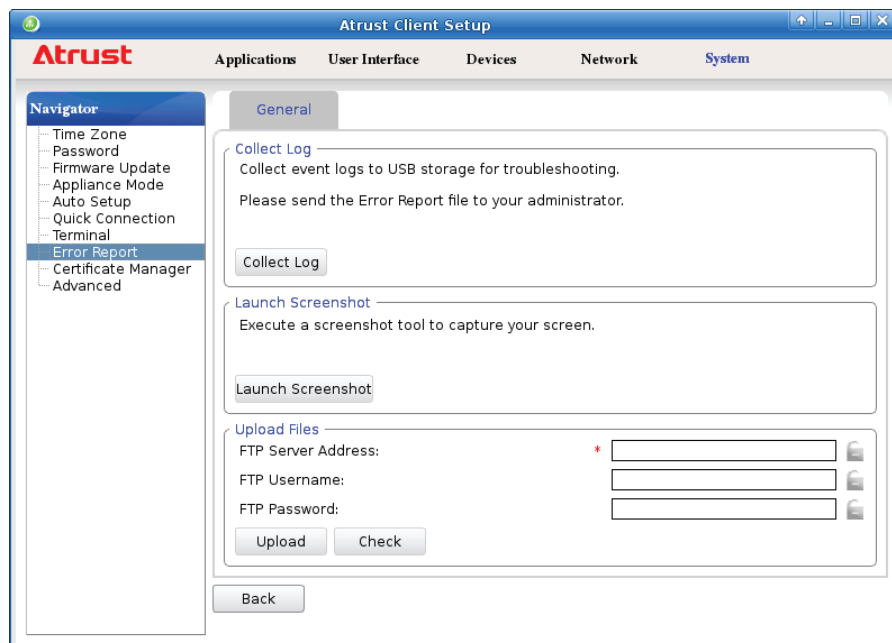 Atrust Client Setup
Atrust
Applications User Interface Devices Network System
Navigator
Time Zone
Password
Firmware Update
Appliance Mode
Auto Setup
Quick Connection
Terminal
Error Report
Certificate Manager
Advanced
General
Collect Log
Collect event logs to USB storage for troubleshooting.
Please send the Error Report file to your administrator.
Collect Log
Launch Screenshot
Execute a screenshot tool to capture your screen.
Launch Screenshot
Upload Files
FTP Server Address: *
FTP Username:
FTP Password:
Upload Check
Back